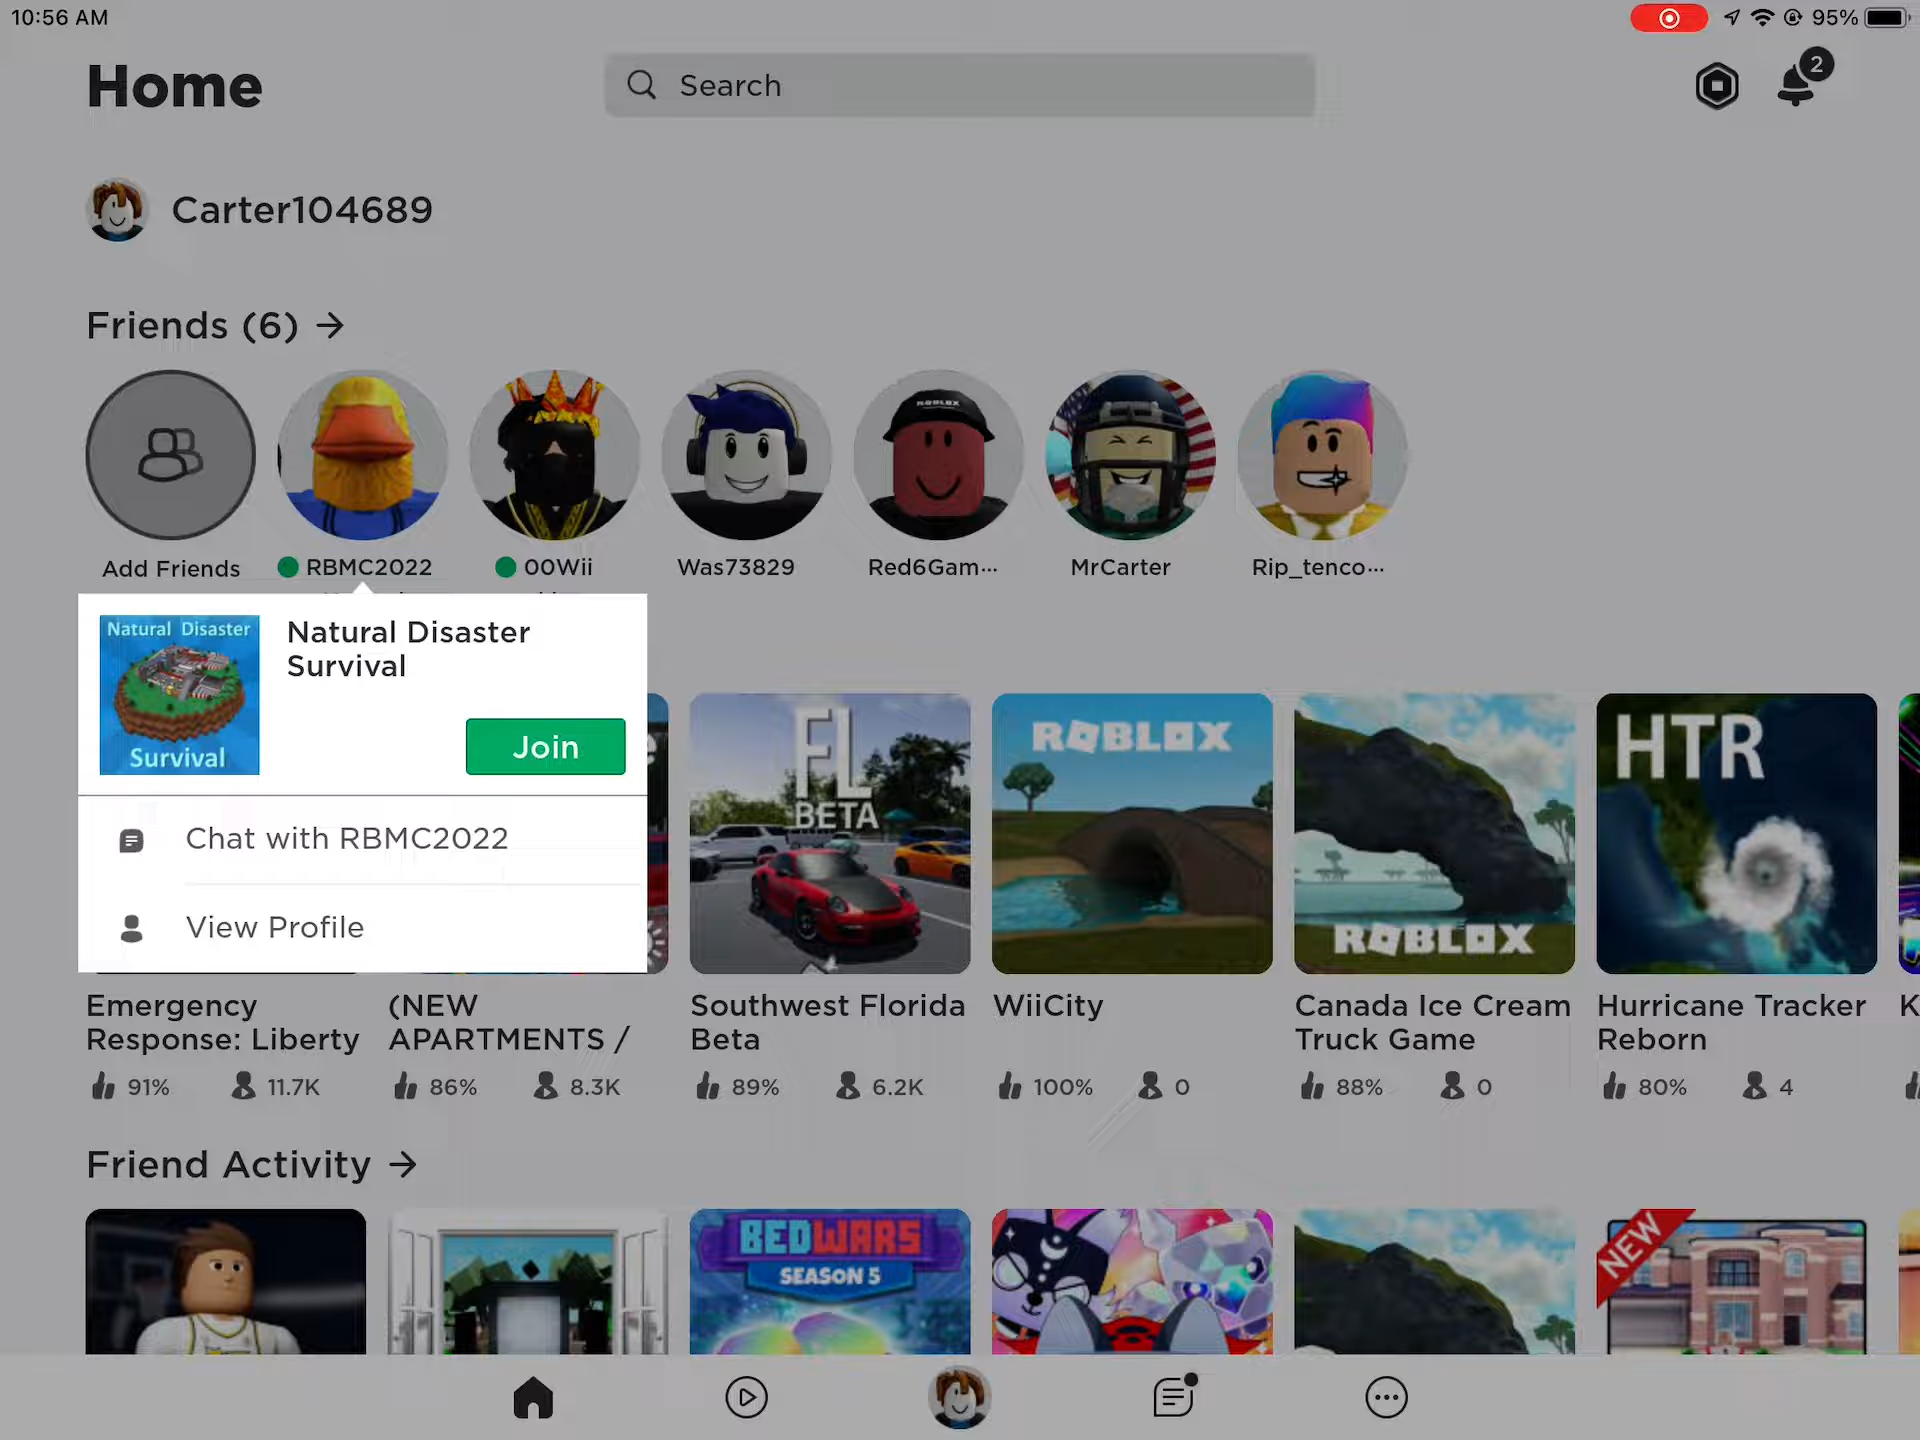 10:56 AM
95%
Home
Search
2
Carter104689
Friends (6)
Add Friends
RBMC2022
00Wii
Was73829
Red6Gam...
MrCarter
Rip_tenco...
ROBLOX
Natural Disaster
Survival
Natural Disaster
Survival
Join
Chat with RBMC2022
View Profile
FL
BETA
ROBLOX
ROBLOX
HTR
Emergency
Response: Liberty
91%
11.7K
(NEW
APARTMENTS /
86%
8.3K
Southwest Florida
Beta
89%
6.2K
WiiCity
100%
0
Canada Ice Cream
Truck Game
88%
0
Hurricane Tracker
Reborn
80%
4
K
Friend Activity
BEDWARS
SEASON 5
NEW